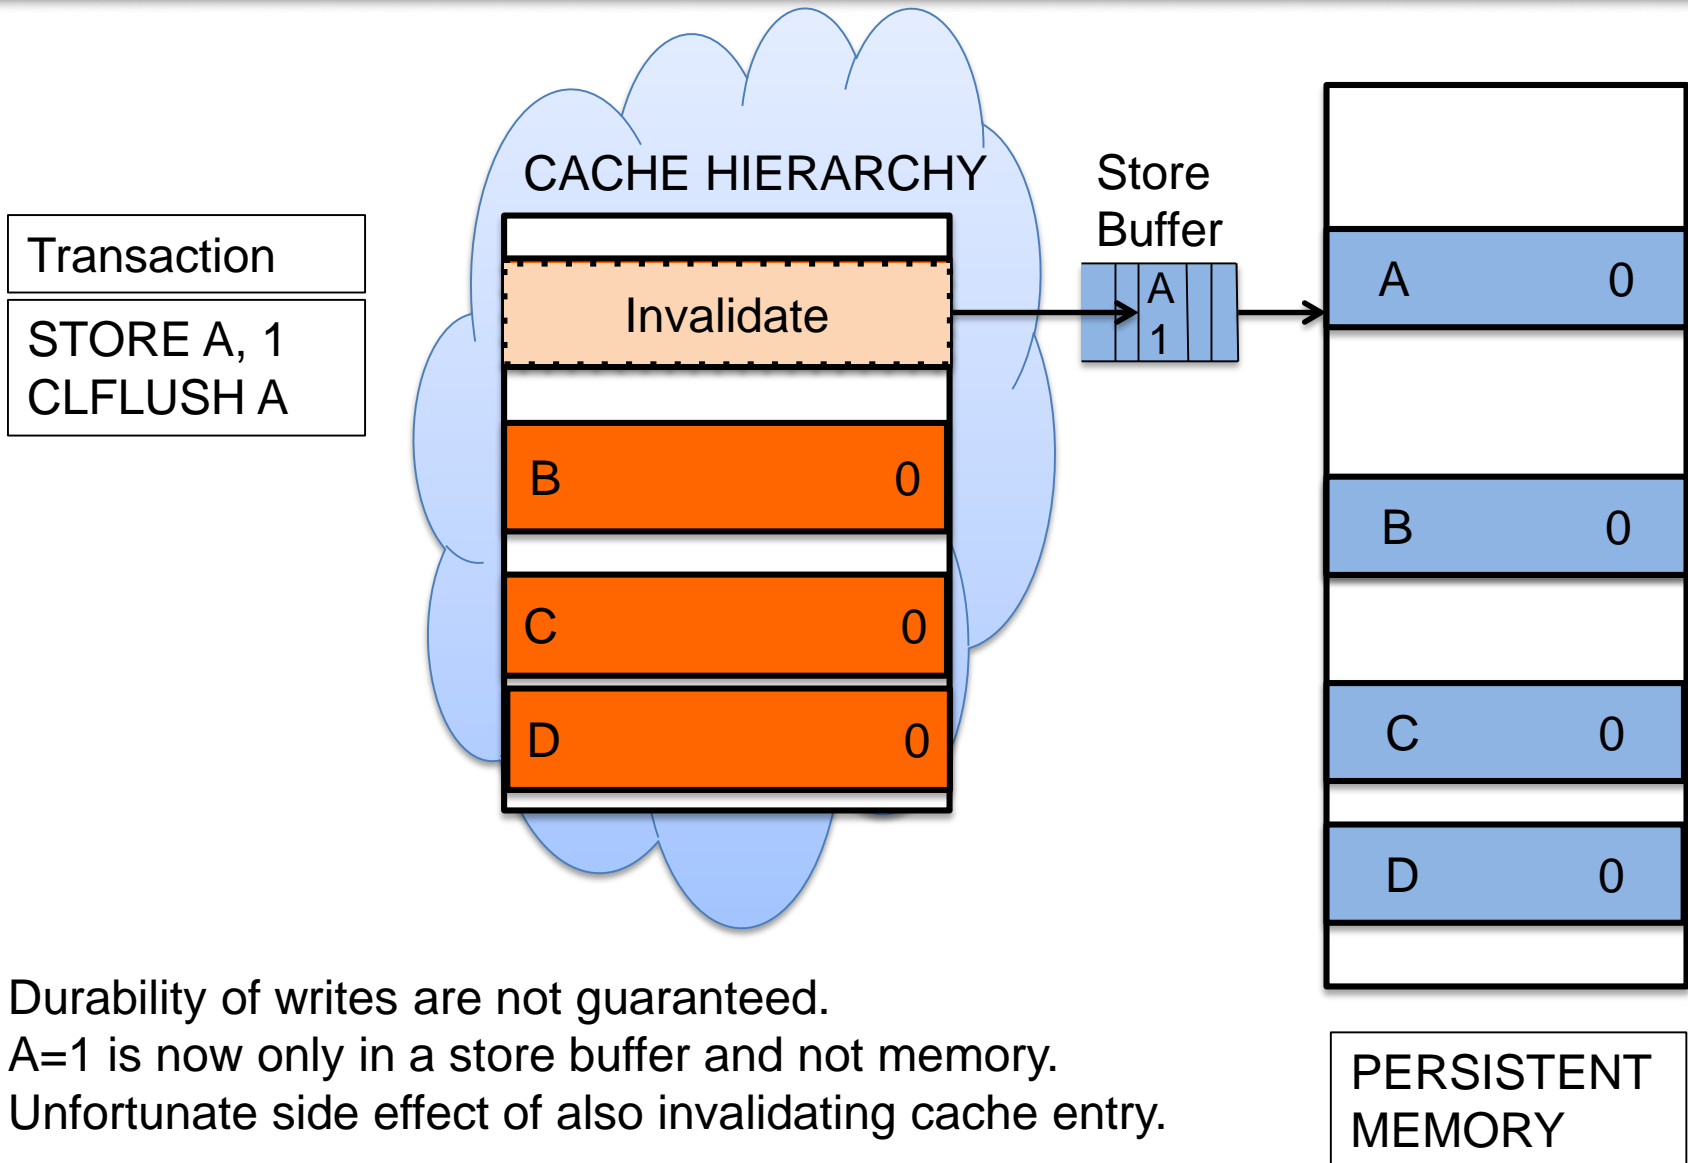 Transaction
STORE A, 1
CLFLUSH A
CACHE HIERARCHY
Invalidate
B 0
C 0
D 0
Store
Buffer
A
1
A 0
B 0
C 0
D 0
PERSISTENT
MEMORY
Durability of writes are not guaranteed.
A=1 is now only in a store buffer and not memory.
Unfortunate side effect of also invalidating cache entry.